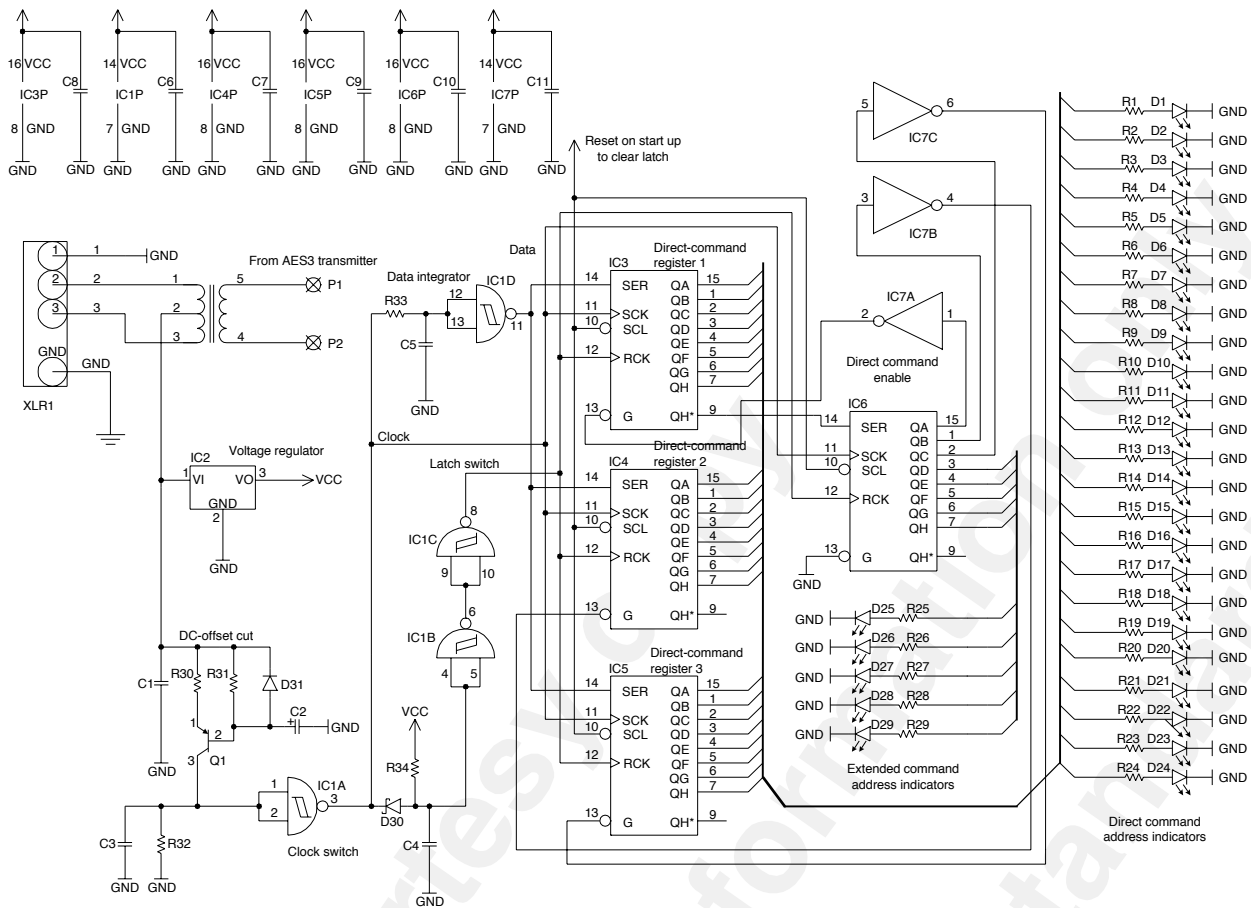 16 VCC C8 IC3P 8 GND GND GND
14 VCC C6 IC1P 7 GND GND GND
16 VCC C7 IC4P 8 GND GND GND
16 VCC C9 IC5P 8 GND GND GND
16 VCC C10 IC6P 8 GND GND GND
14 VCC C11 IC7P 7 GND GND GND
Reset on start up
to clear latch
5 6
IC7C
3 4
IC7B
2 1
IC7A
Direct command
enable
1 1 GND
2 2
3 3
GND GND
XLR1
From AES3 transmitter
1 5 P1
2
3 4 P2
Data
Data integrator
R33
C5
GND
IC1D
12
13
11
Clock
Direct-command
register 1
IC3
14 SER QA 15
QB 1
11 SCK QC 2
10 SCL QD 3
QE 4
12 RCK QF 5
QG 6
QH 7
13 G QH* 9
Direct-command
register 2
IC4
14 SER QA 15
QB 1
11 SCK QC 2
10 SCL QD 3
QE 4
12 RCK QF 5
QG 6
QH 7
13 G QH* 9
Direct-command
register 3
IC5
14 SER QA 15
QB 1
11 SCK QC 2
10 SCL QD 3
QE 4
12 RCK QF 5
QG 6
QH 7
13 G QH* 9
IC6
14 SER QA 15
QB 1
11 SCK QC 2
10 SCL QD 3
QE 4
12 RCK QF 5
QG 6
QH 7
13 G QH* 9
GND
Voltage regulator
IC2
1 VI VO 3 VCC
GND
2
GND
Latch switch
8
IC1C
9 10
6
IC1B
4 5
DC-offset cut
C1 R30 R31 D31
C2
+
GND
1
2
3 Q1
GND
VCC
R34
IC1A
1
2
3
D30
C3 R32
Clock switch
C4
GND GND
GND
GND D25 R25
GND D26 R26
GND D27 R27
GND D28 R28
GND D29 R29
Extended command
address indicators
R1 D1 GND
R2 D2 GND
R3 D3 GND
R4 D4 GND
R5 D5 GND
R6 D6 GND
R7 D7 GND
R8 D8 GND
R9 D9 GND
R10 D10 GND
R11 D11 GND
R12 D12 GND
R13 D13 GND
R14 D14 GND
R15 D15 GND
R16 D16 GND
R17 D17 GND
R18 D18 GND
R19 D19 GND
R20 D20 GND
R21 D21 GND
R22 D22 GND
R23 D23 GND
R24 D24 GND
Direct command
address indicators